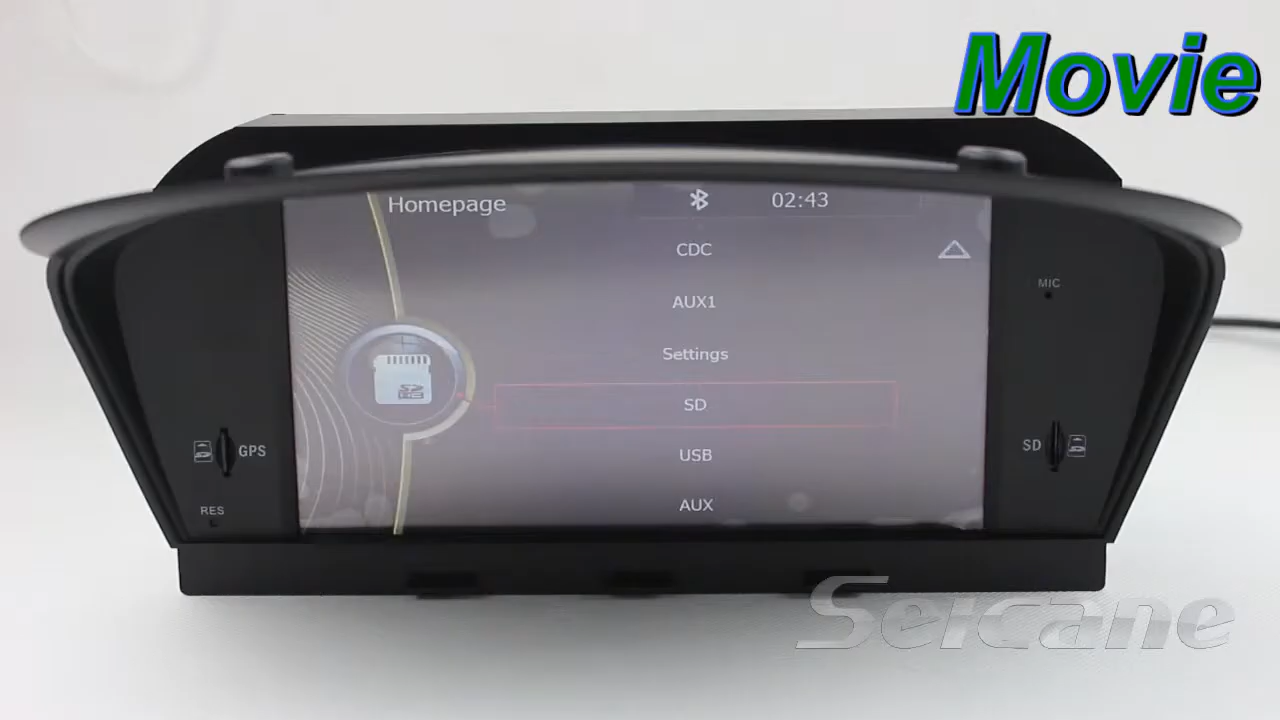 Movie
Homepage
02:43
CDC
AUX1
Settings
SD
USB
AUX
MIC
GPS
SD
RES
Seicane